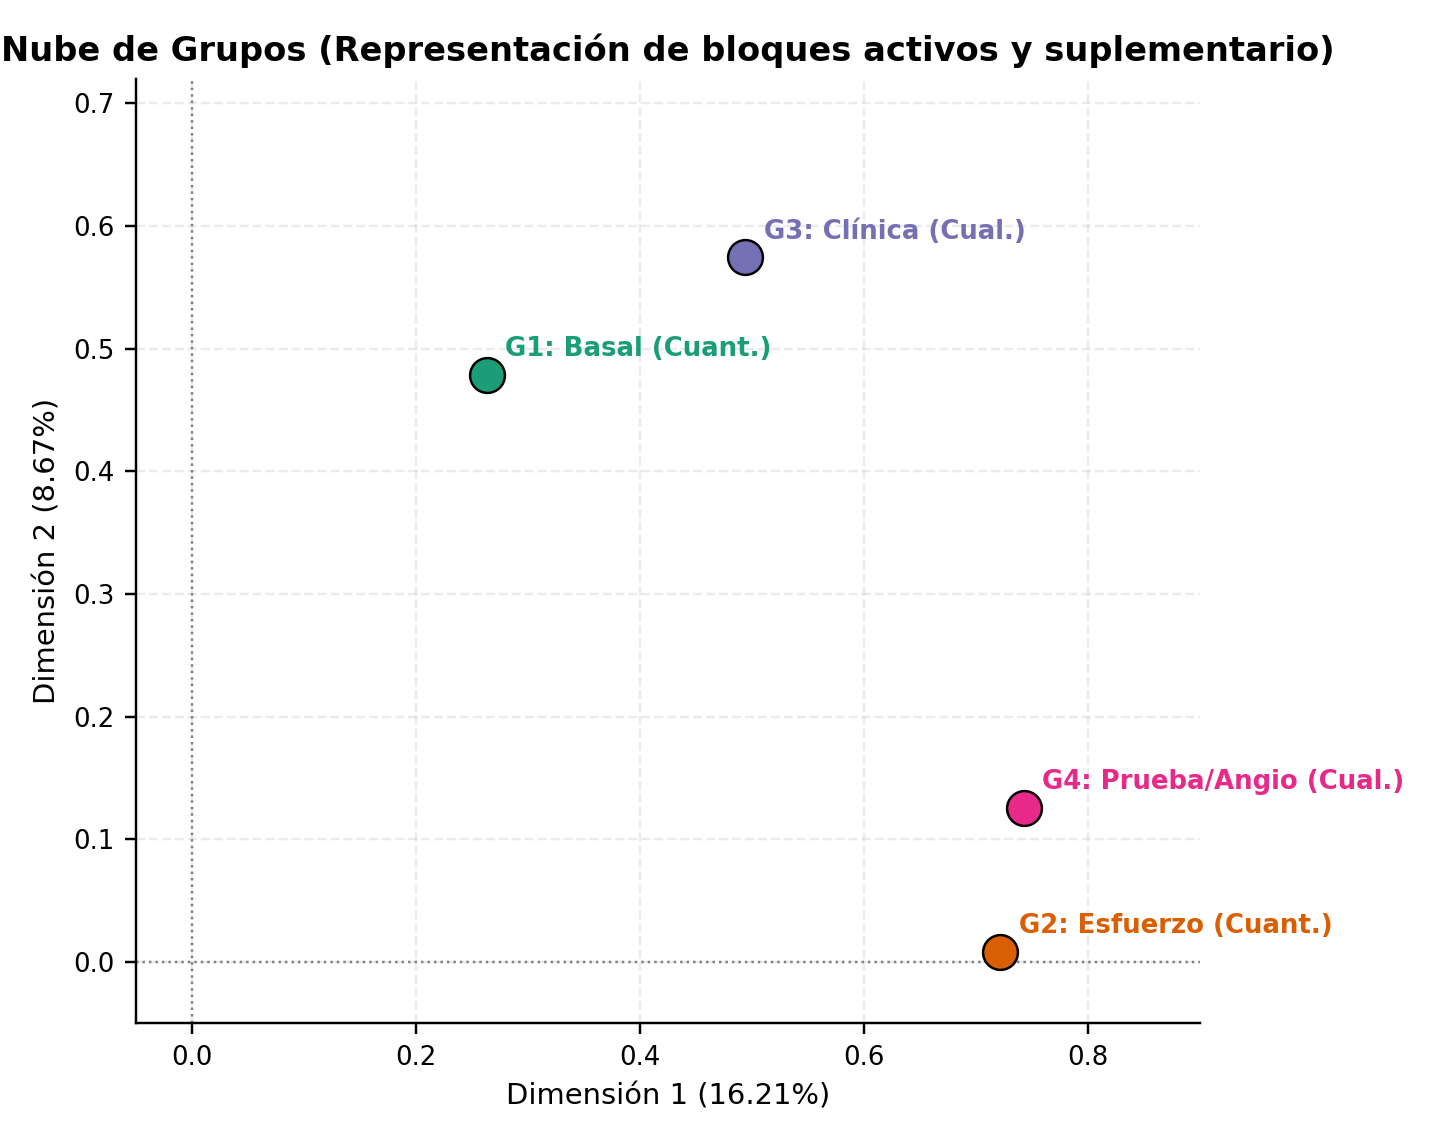 Nube de Grupos (Representación de bloques activos y suplementario)
0.7
0.6
0.5
0.4
0.3
0.2
0.1
0.0
Dimensión 2 (8.67%)
G3: Clínica (Cual.)
G1: Basal (Cuant.)
G4: Prueba/Angio (Cual.)
G2: Esfuerzo (Cuant.)
0.0 0.2 0.4 0.6 0.8
Dimensión 1 (16.21%)